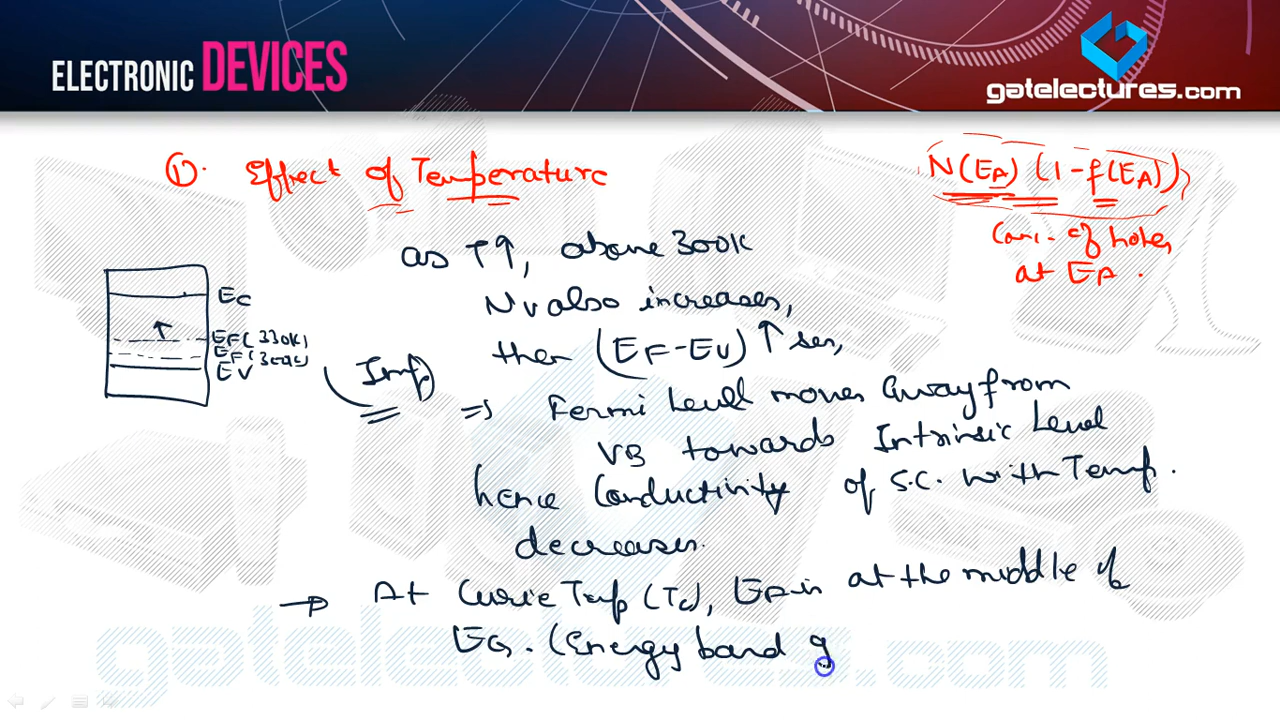 ELECTRONIC DEVICES
gatelectures.com
①. Effect of Temperature
N(EA) (1-f(EA))
Conc. of holes
at EA.
as T↑, above 300K
Nv also increases,
then (EF-EV) ↑ses,
Imp
⇒ Fermi Level moves away from
VB towards Intrinsic Level
hence Conductivity of S.C. with Temp.
decreases.
→ At Curie Temp (Tc), EF is at the middle of
EG. (Energy band g
EC
EF(330K)
EF(300K)
EV
gatelectures.com